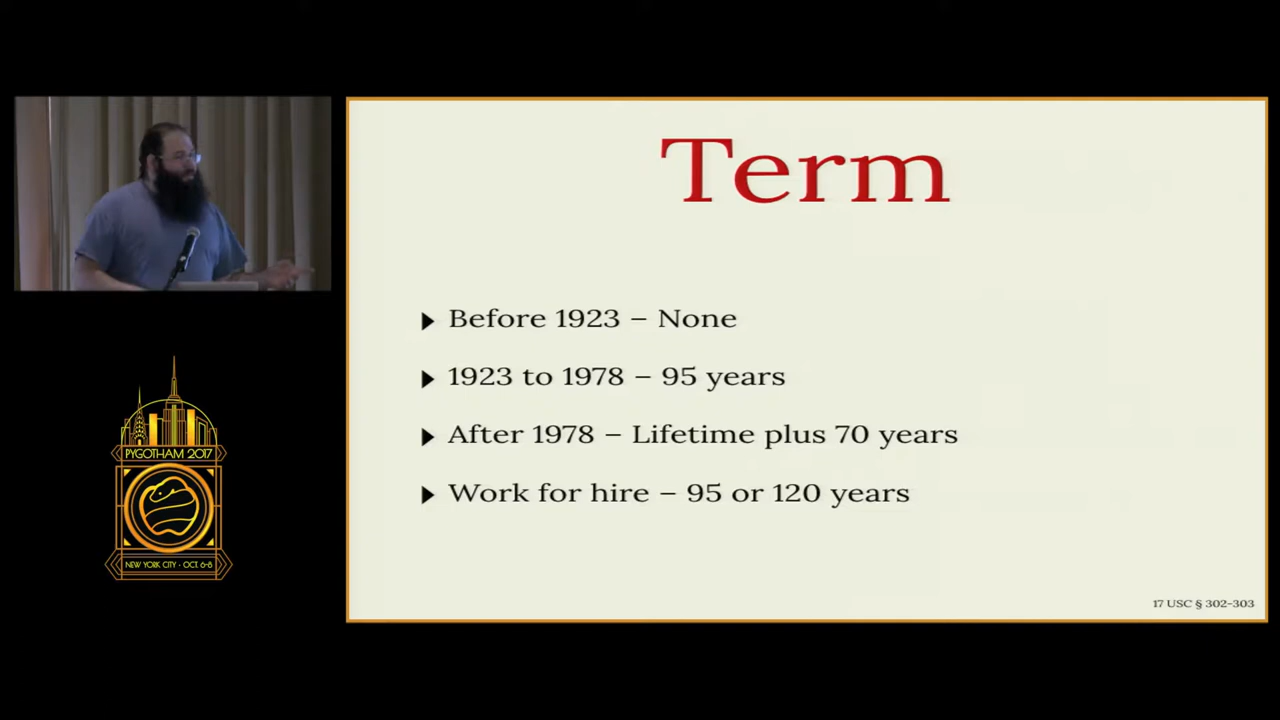 Term
Before 1923 – None
1923 to 1978 – 95 years
After 1978 – Lifetime plus 70 years
Work for hire – 95 or 120 years
17 USC § 302-303
PYGOTHAM 2017
NEW YORK CITY • OCT. 6-8